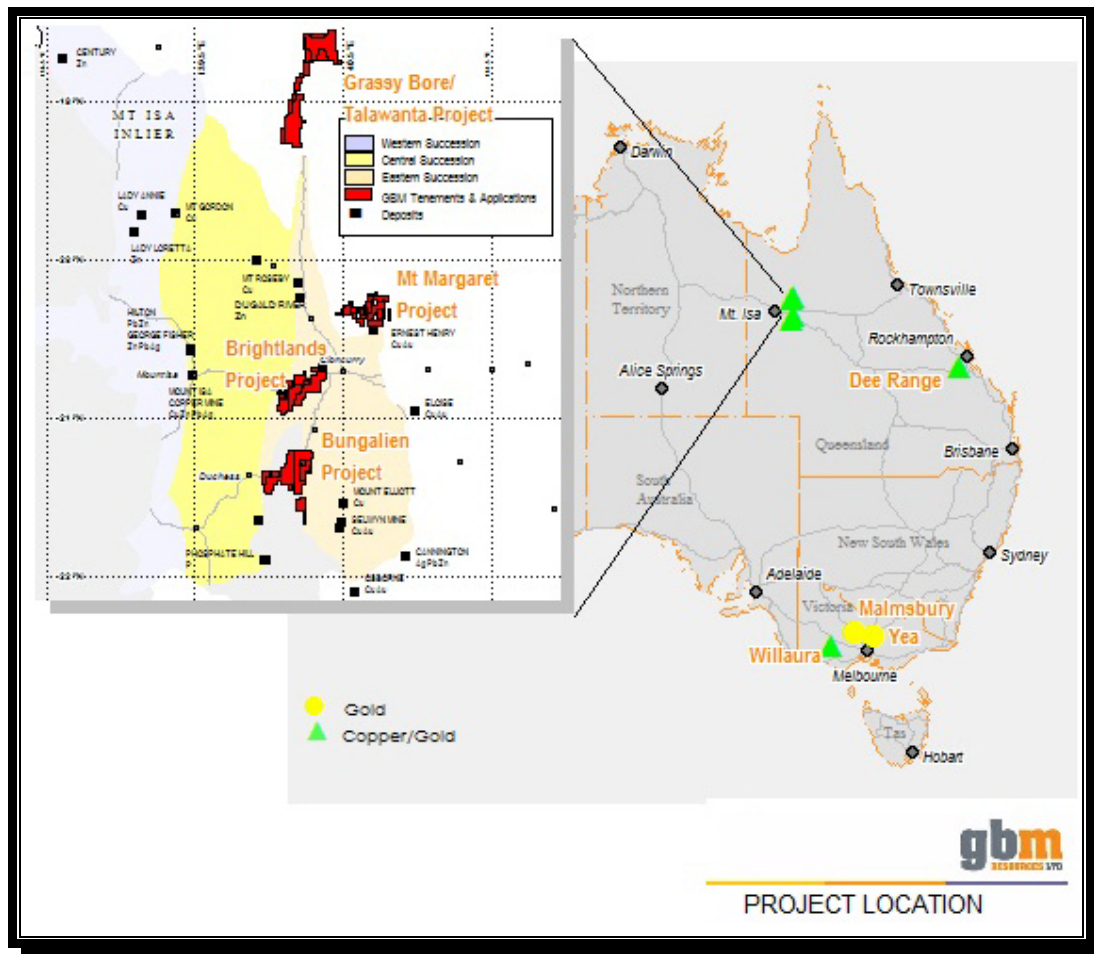 CENTURY
Zn
MT ISA
INLIER
Grassy Bore/
Talawanta Project
Western Succession
Central Succession
Eastern Succession
GBM Tenements & Applications
Deposits
LADY ANNIE
Cu
MT GORDON
LADY LORETTA
Zn
MT ROSEBY
Cu
DUGALD RIVER
Zn
Mt Margaret
Project
ERNEST HENRY
Cu Au
HILTON
Pb Zn
GEORGE FISHER
Zn Pb Ag
Brightlands
Project
MOUNT ISA
COPPER MINE
ELOISE
Cu Au
Bungalien
Project
Duchess
MOUNT ELLIOTT
Cu
SELWYN MINE
Cu Au
PHOSPHATE HILL
P
CANNINGTON
Ag Pb Zn
OSBORNE
Cu Au
Darwin
Northern
Territory
Mt. Isa
Townsville
Rockhampton
Dee Range
Alice Springs
Queensland
Brisbane
South
Australia
New South Wales
Sydney
Adelaide
Victoria
Malmsbury
Yea
Willaura
Melbourne
Tas
Hobart
Gold
Copper/Gold
gbm
RESOURCES LTD
PROJECT LOCATION